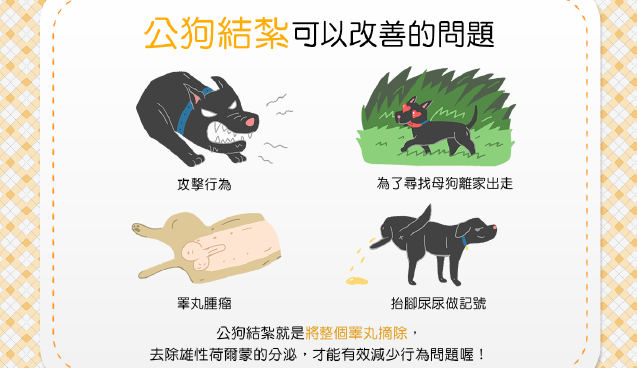 公狗結紮可以改善的問題
攻擊行為
為了尋找母狗離家出走
睪丸腫瘤
抬腳尿尿做記號
公狗結紮就是將整個睪丸摘除，
去除雄性荷爾蒙的分泌，才能有效減少行為問題喔！